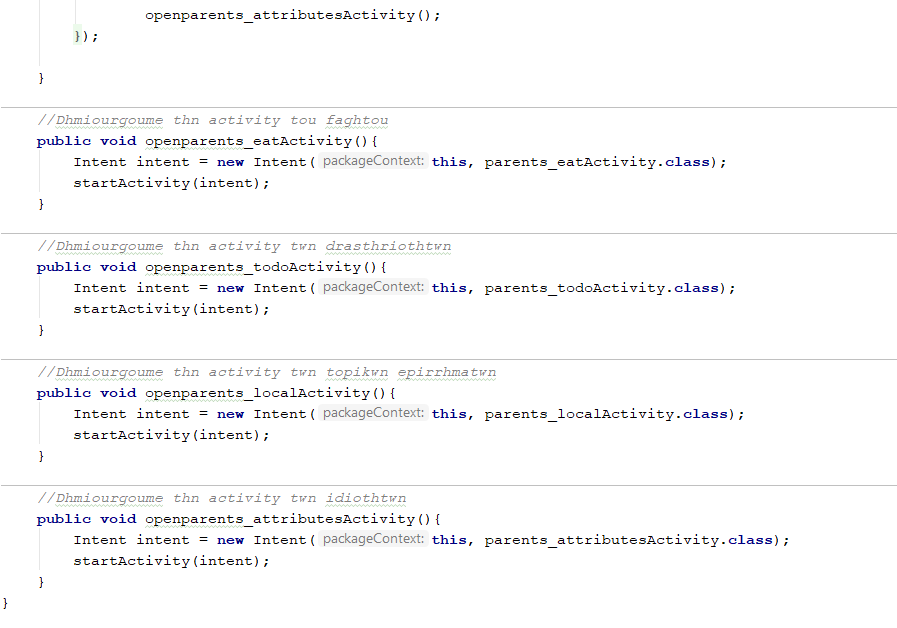 openparents_attributesActivity();
});
}
//Dhmiourgoume thn activity tou faghtou
public void openparents_eatActivity(){
Intent intent = new Intent( packageContext: this, parents_eatActivity.class);
startActivity(intent);
}
//Dhmiourgoume thn activity twn drasthriothtwn
public void openparents_todoActivity(){
Intent intent = new Intent( packageContext: this, parents_todoActivity.class);
startActivity(intent);
}
//Dhmiourgoume thn activity twn topikwn epirrhmatwn
public void openparents_localActivity(){
Intent intent = new Intent( packageContext: this, parents_localActivity.class);
startActivity(intent);
}
//Dhmiourgoume thn activity twn idiothtwn
public void openparents_attributesActivity(){
Intent intent = new Intent( packageContext: this, parents_attributesActivity.class);
startActivity(intent);
}
}